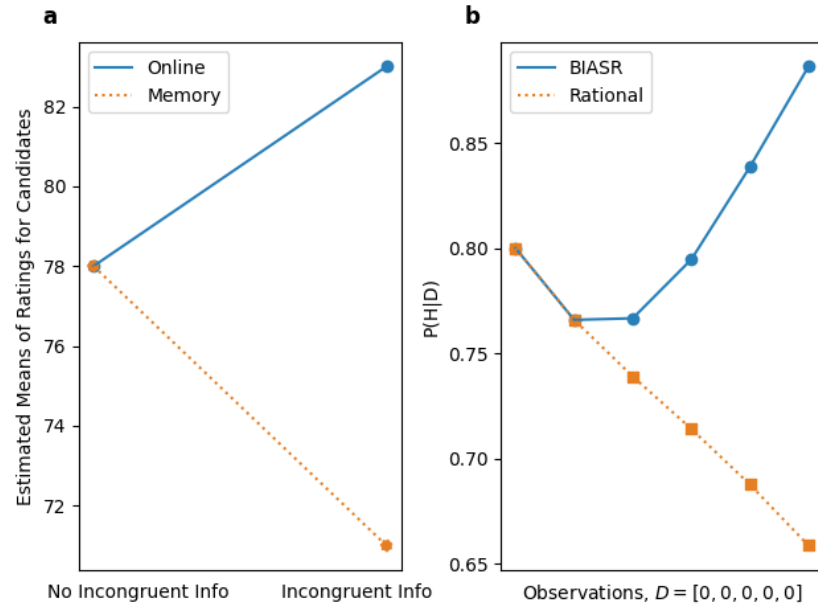 a
Online
Memory
Estimated Means of Ratings for Candidates
82
80
78
76
74
72
No Incongruent Info
Incongruent Info
b
BIASR
Rational
P(H|D)
0.85
0.80
0.75
0.70
0.65
Observations, D = [0, 0, 0, 0, 0]